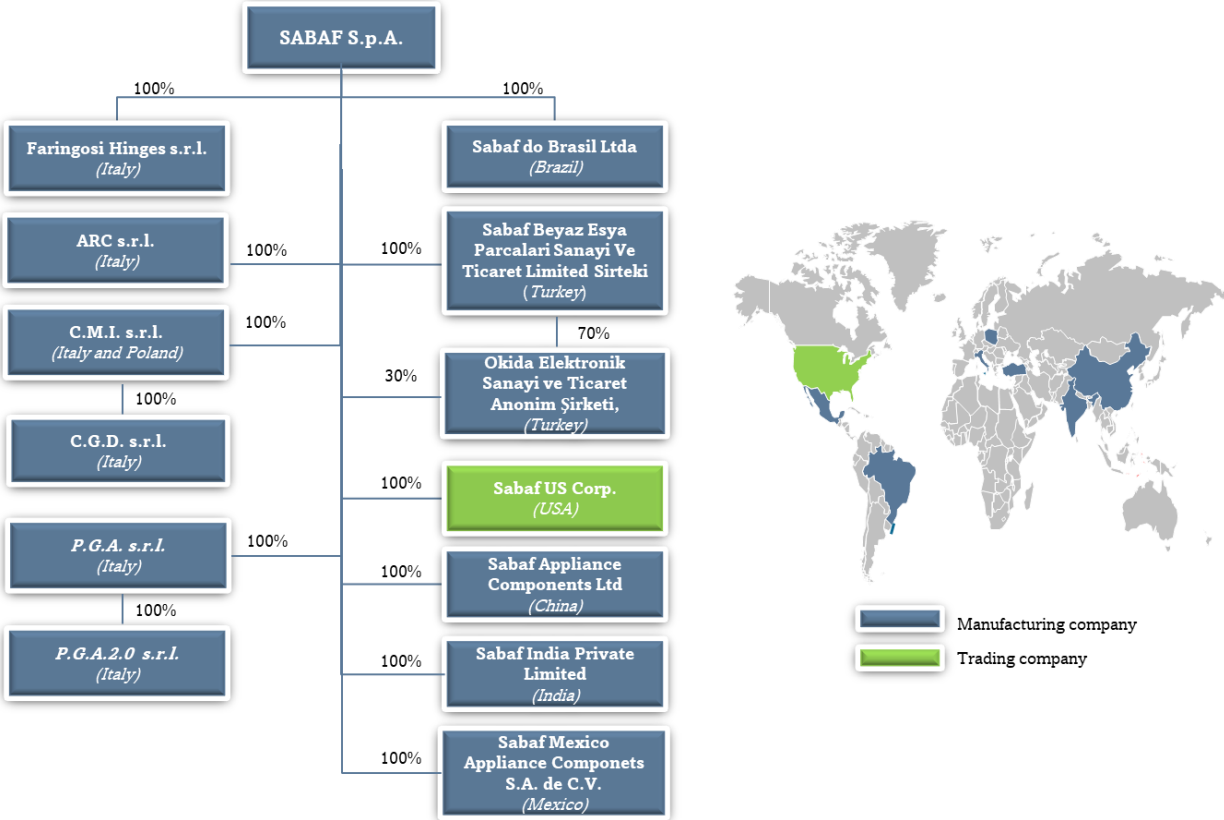 SABAF S.p.A.
100%
100%
Faringosi Hinges s.r.l.
(Italy)
Sabaf do Brasil Ltda
(Brazil)
ARC s.r.l.
(Italy)
100%
100%
Sabaf Beyaz Esya
Parcalari Sanayi Ve
Ticaret Limited Sirteki
(Turkey)
C.M.I. s.r.l.
(Italy and Poland)
100%
70%
30%
Okida Elektronik
Sanayi ve Ticaret
Anonim Şirketi,
(Turkey)
100%
C.G.D. s.r.l.
(Italy)
100%
Sabaf US Corp.
(USA)
P.G.A. s.r.l.
(Italy)
100%
100%
Sabaf Appliance
Components Ltd
(China)
100%
P.G.A.2.0 s.r.l.
(Italy)
100%
Sabaf India Private
Limited
(India)
100%
Sabaf Mexico
Appliance Componets
S.A. de C.V.
(Mexico)
Manufacturing company
Trading company